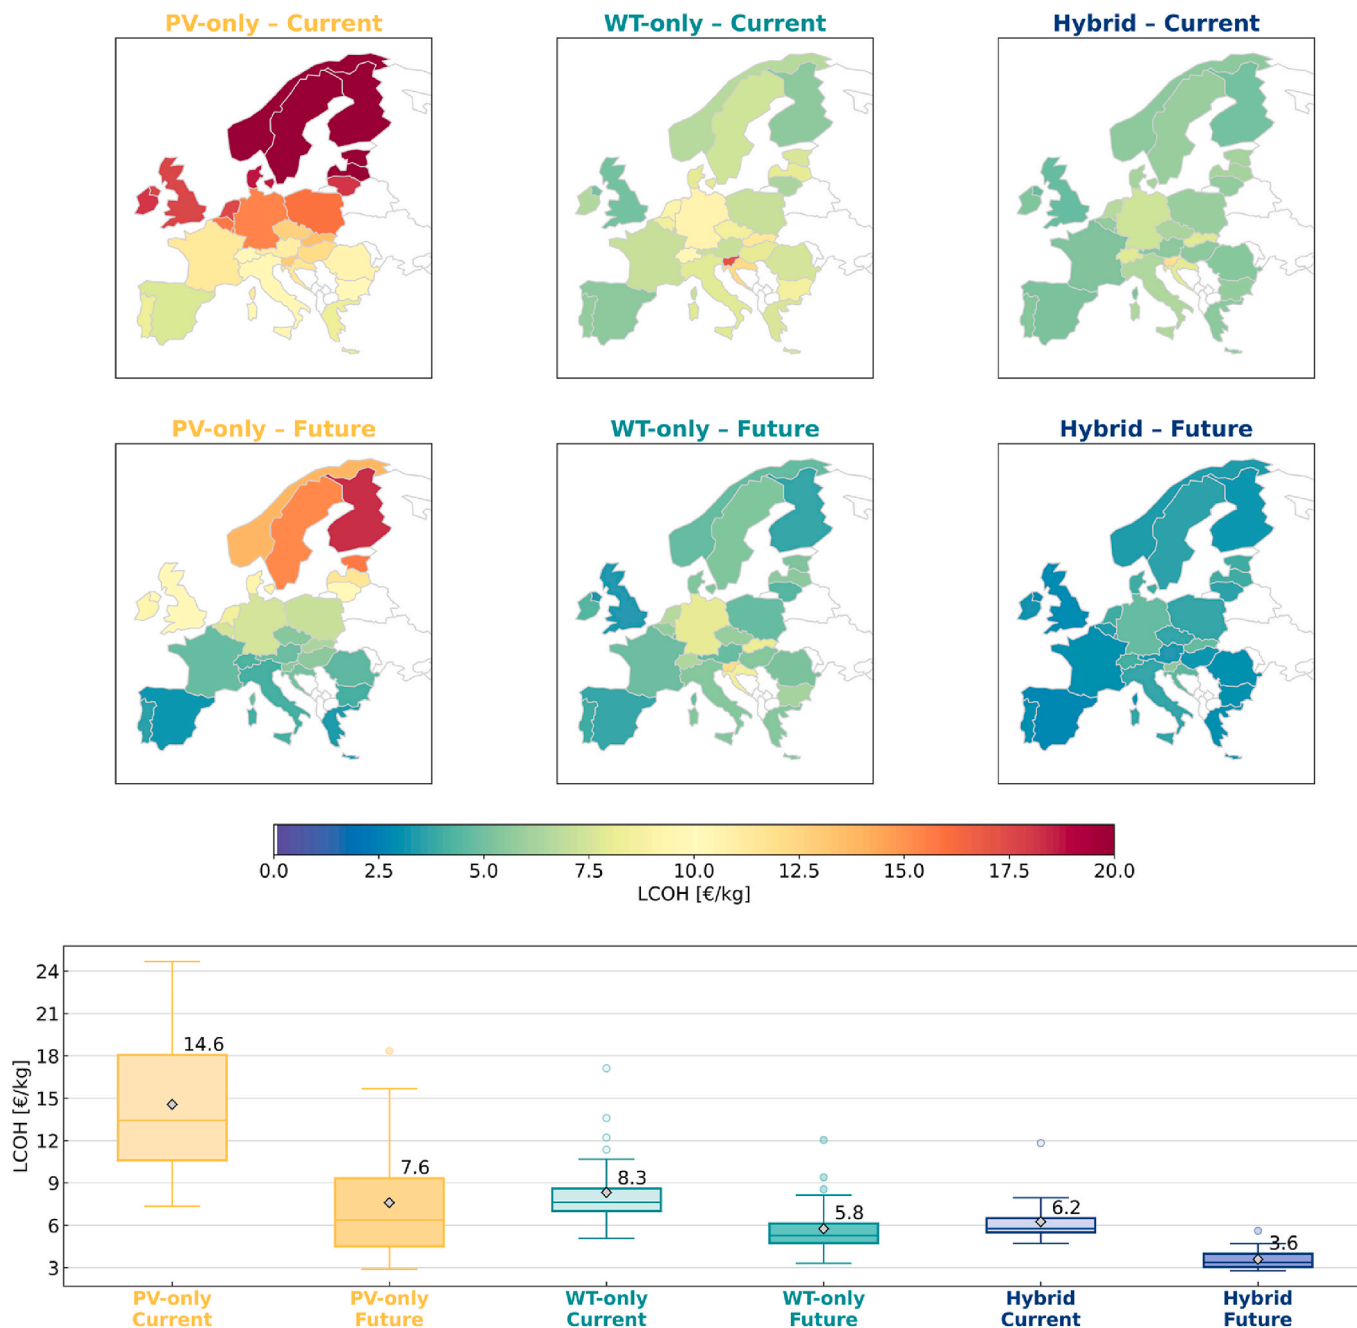 PV-only – Current
WT-only – Current
Hybrid – Current
PV-only – Future
WT-only – Future
Hybrid – Future
0.0 2.5 5.0 7.5 10.0 12.5 15.0 17.5 20.0
LCOH [€/kg]
LCOH [€/kg]
24
21
18
15
12
9
6
3
14.6
7.6
8.3
5.8
6.2
3.6
PV-only
Current
PV-only
Future
WT-only
Current
WT-only
Future
Hybrid
Current
Hybrid
Future